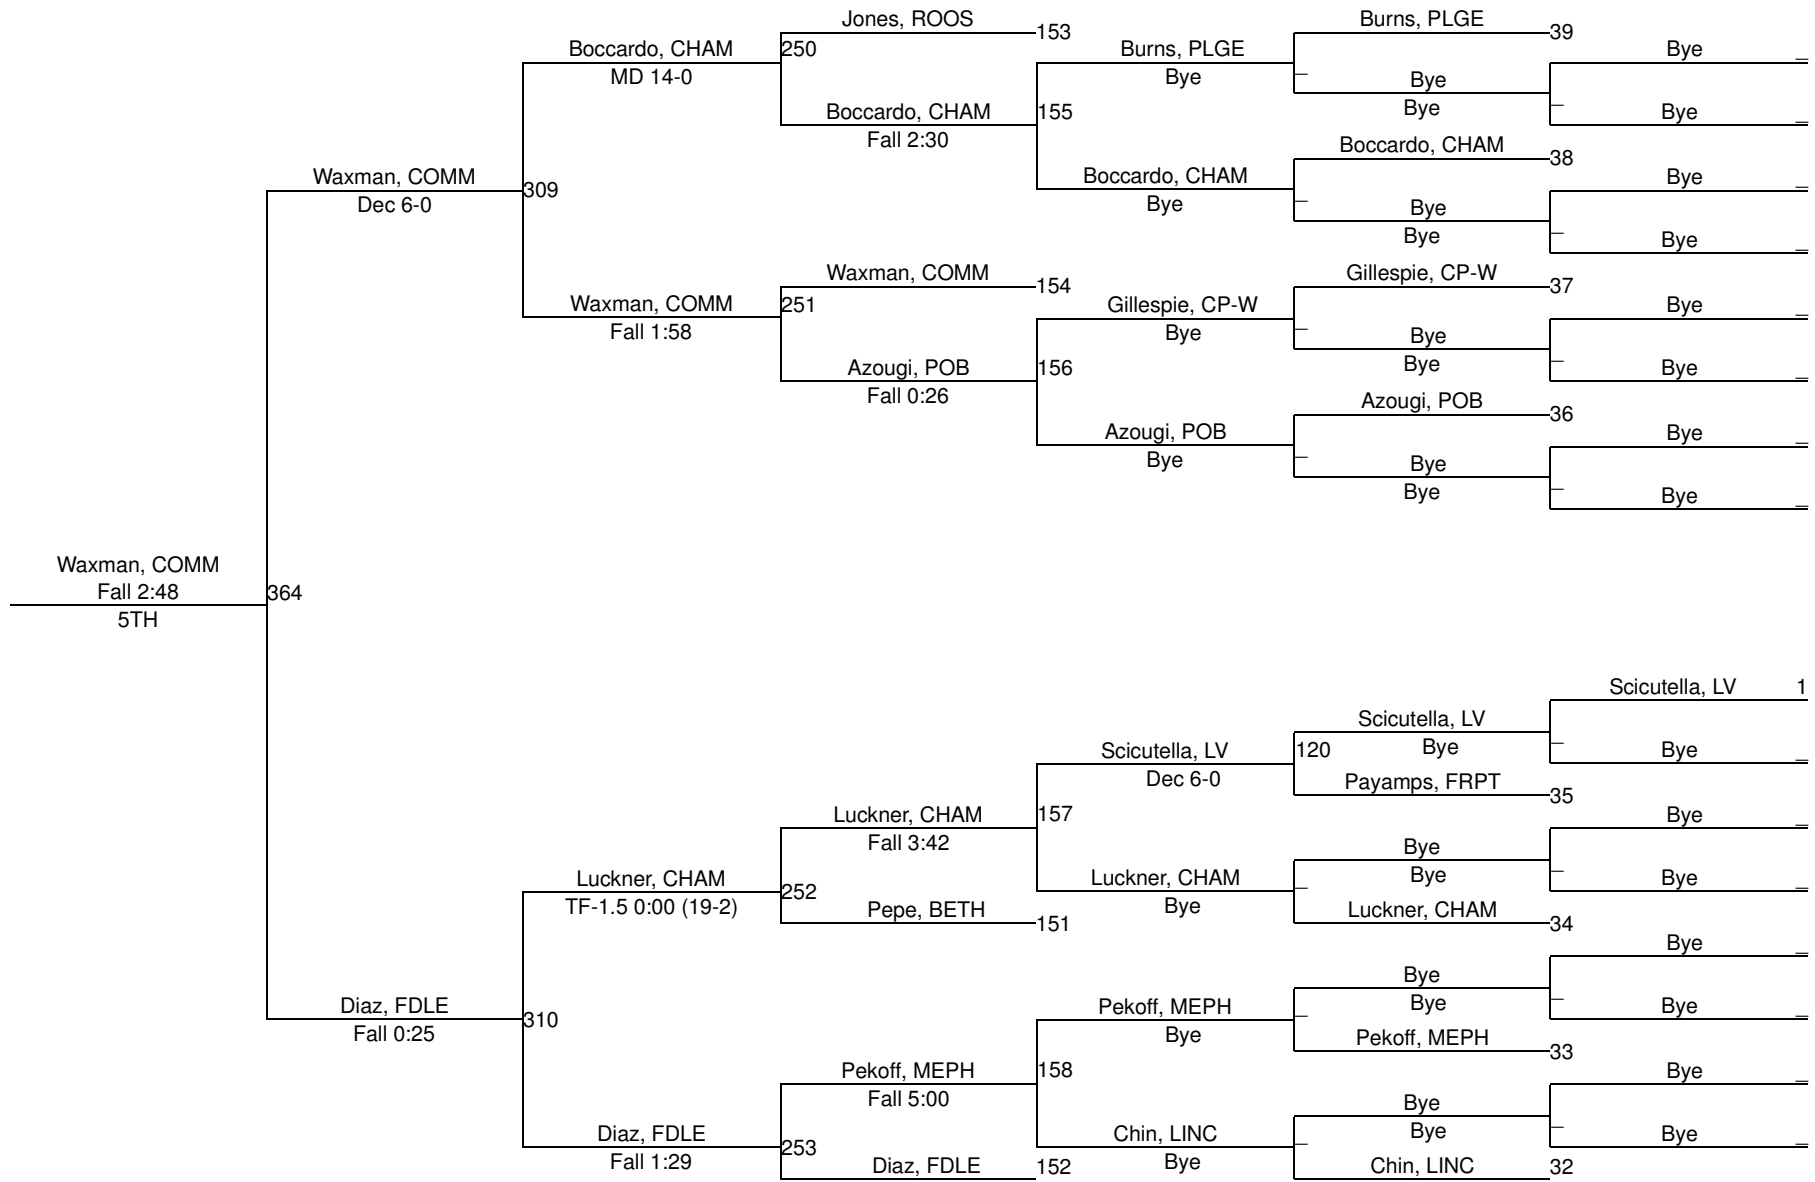 Jones, ROOS
153
Burns, PLGE
39
Boccardo, CHAM
250
Burns, PLGE
Bye
_
MD 14-0
Bye
_
Bye
Bye
Boccardo, CHAM
155
_
Bye
_
Fall 2:30
Boccardo, CHAM
38
Waxman, COMM
309
Boccardo, CHAM
Bye
_
Dec 6-0
Bye
_
Bye
Bye
_
Bye
_
Waxman, COMM
154
Gillespie, CP-W
37
Waxman, COMM
251
Gillespie, CP-W
Bye
_
Fall 1:58
Bye
_
Bye
Bye
Azougi, POB
156
_
Bye
_
Fall 0:26
Azougi, POB
36
Azougi, POB
Bye
_
Bye
_
Bye
Bye
_
Bye
_
Waxman, COMM
Fall 2:48
364
5TH
Scicutella, LV
1
Scicutella, LV
Scicutella, LV
120
Bye
_
Bye
_
Dec 6-0
Payamps, FRPT
35
Luckner, CHAM
157
Bye
_
Fall 3:42
Bye
Luckner, CHAM
252
Luckner, CHAM
_
Bye
_
Bye
_
TF-1.5 0:00 (19-2)
Bye
Pepe, BETH
151
Luckner, CHAM
34
Bye
_
Bye
Diaz, FDLE
310
Pekoff, MEPH
_
Bye
_
Bye
_
Fall 0:25
Bye
Pekoff, MEPH
33
Pekoff, MEPH
158
Bye
_
Fall 5:00
Bye
Diaz, FDLE
253
Chin, LINC
_
Bye
_
Bye
_
Fall 1:29
Bye
Diaz, FDLE
152
Chin, LINC
32